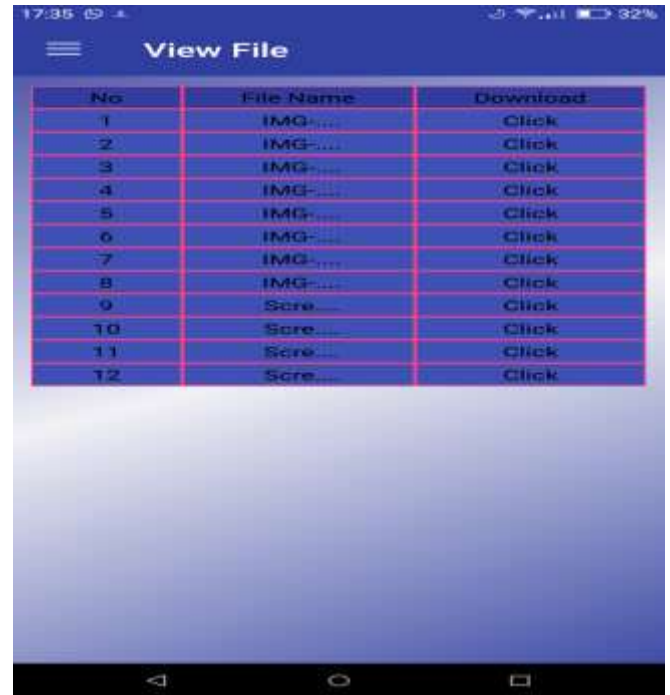 17:35 32%
View File
No File Name Download
1 IMG-.... Click
2 IMG-.... Click
3 IMG-.... Click
4 IMG-.... Click
5 IMG-.... Click
6 IMG-.... Click
7 IMG-.... Click
8 IMG-.... Click
9 Scre.... Click
10 Scre.... Click
11 Scre.... Click
12 Scre.... Click